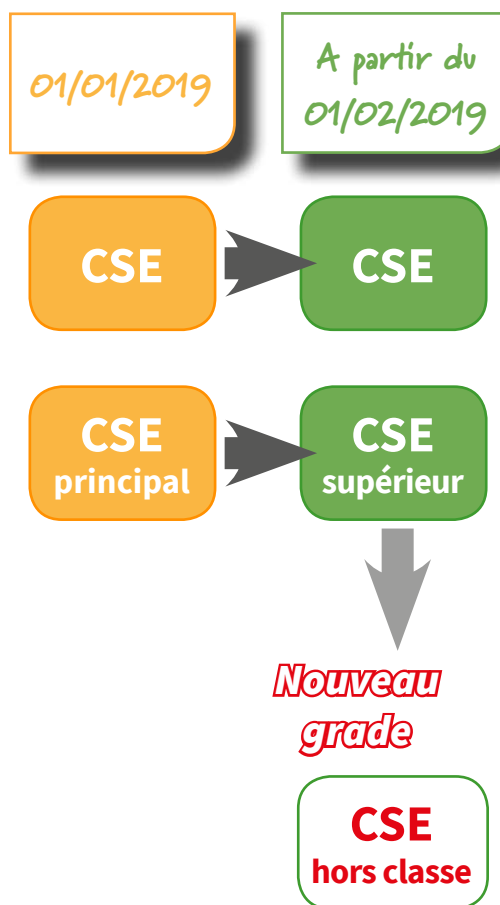 01/01/2019
A partir du
01/02/2019
CSE
CSE
CSE
principal
CSE
supérieur
Nouveau
grade
CSE
hors classe